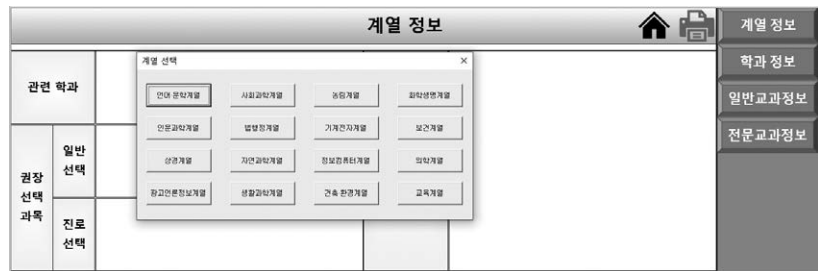 계열 정보
계열 정보
학과 정보
일반교과정보
전문교과정보
관련 학과
권장
선택
과목
일반
선택
진로
선택
계열 선택
언어·문학계열 사회과학계열 농림계열 화학생명계열
인문과학계열 법행정계열 기계전자계열 보건계열
상경계열 자연과학계열 정보컴퓨터계열 의학계열
광고언론정보계열 생활과학계열 건축·환경계열 교육계열